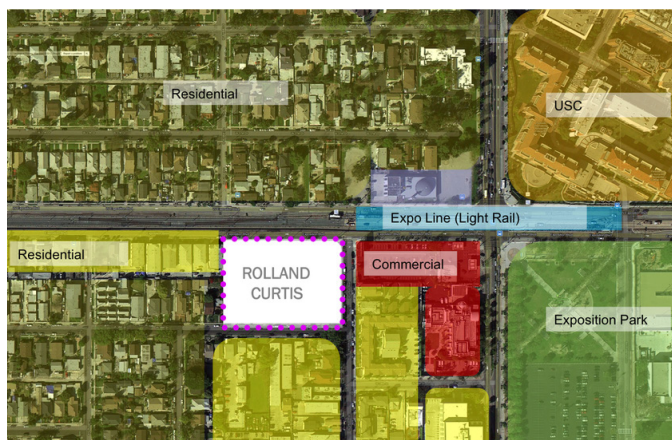 Residential
USC
Expo Line (Light Rail)
Residential
ROLLAND
CURTIS
Commercial
Exposition Park